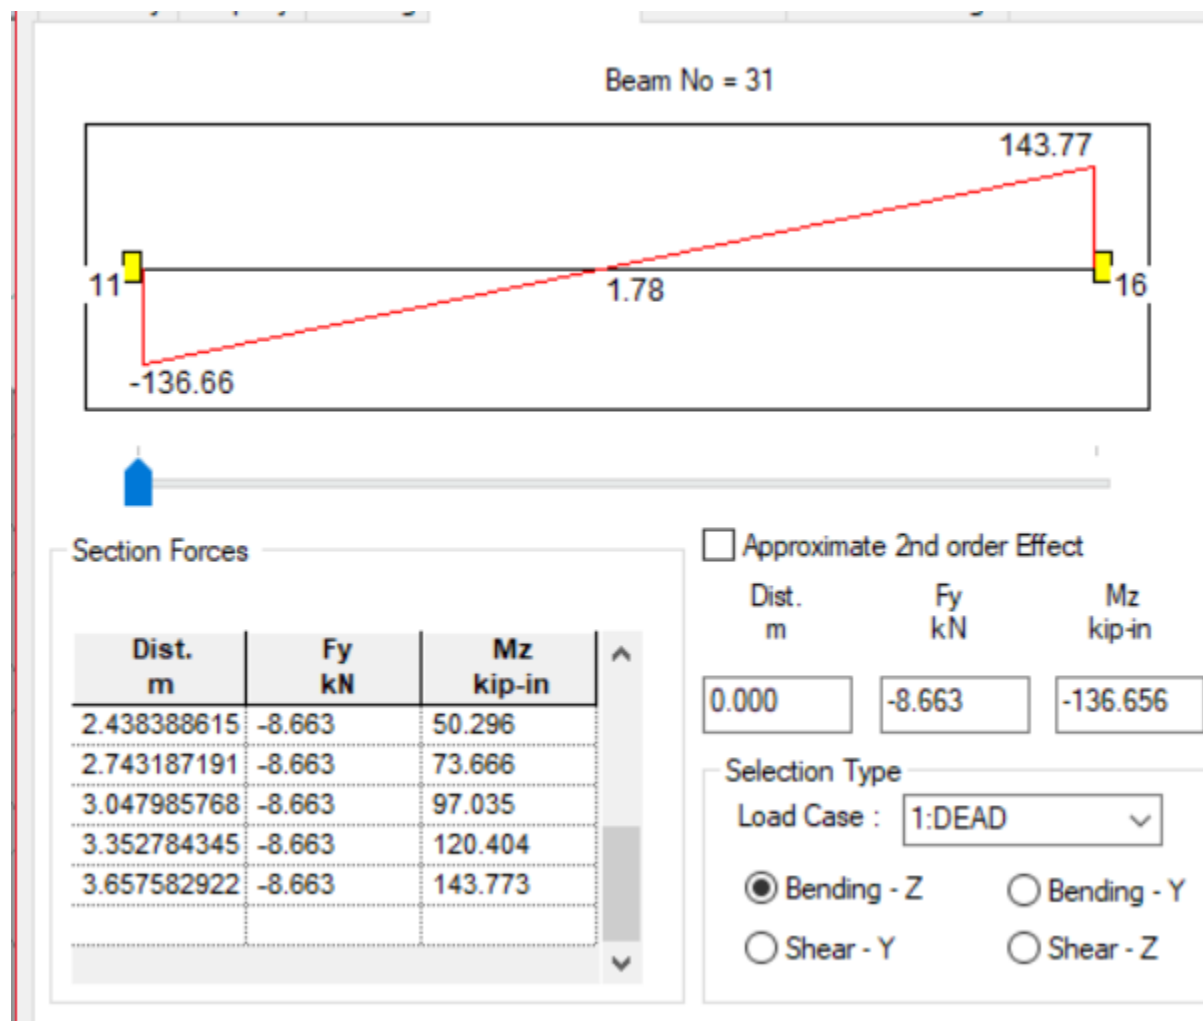 Beam No = 31
143.77
11
1.78
16
-136.66
Section Forces
Approximate 2nd order Effect
Dist. Fy Mz
m kN kip-in
0.000 -8.663 -136.656
Dist. Fy Mz
m kN kip-in
2.438388615 -8.663 50.296
2.743187191 -8.663 73.666
3.047985768 -8.663 97.035
3.352784345 -8.663 120.404
3.657582922 -8.663 143.773
Selection Type
Load Case : 1:DEAD
Bending - Z Bending - Y
Shear - Y Shear - Z